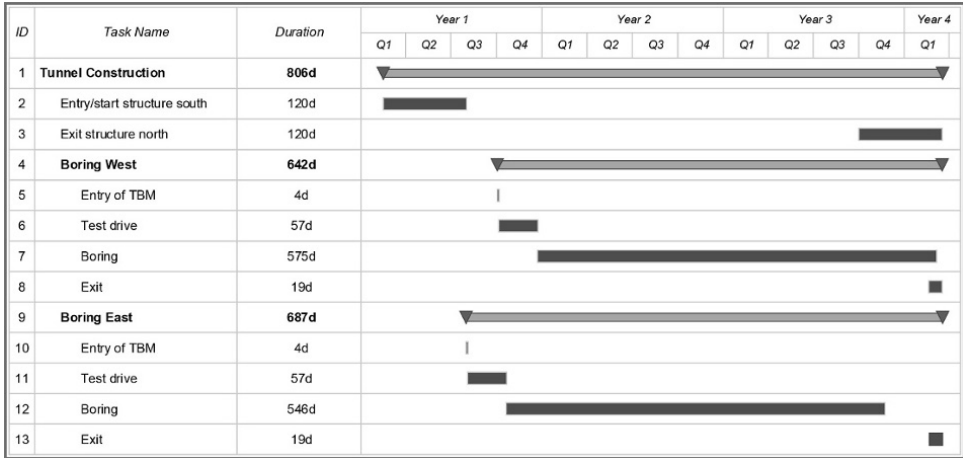 ID Task Name Duration Year 1 Year 2 Year 3 Year 4
Q1 Q2 Q3 Q4 Q1 Q2 Q3 Q4 Q1 Q2 Q3 Q4 Q1
1 Tunnel Construction 806d
2 Entry/start structure south 120d
3 Exit structure north 120d
4 Boring West 642d
5 Entry of TBM 4d
6 Test drive 57d
7 Boring 575d
8 Exit 19d
9 Boring East 687d
10 Entry of TBM 4d
11 Test drive 57d
12 Boring 546d
13 Exit 19d